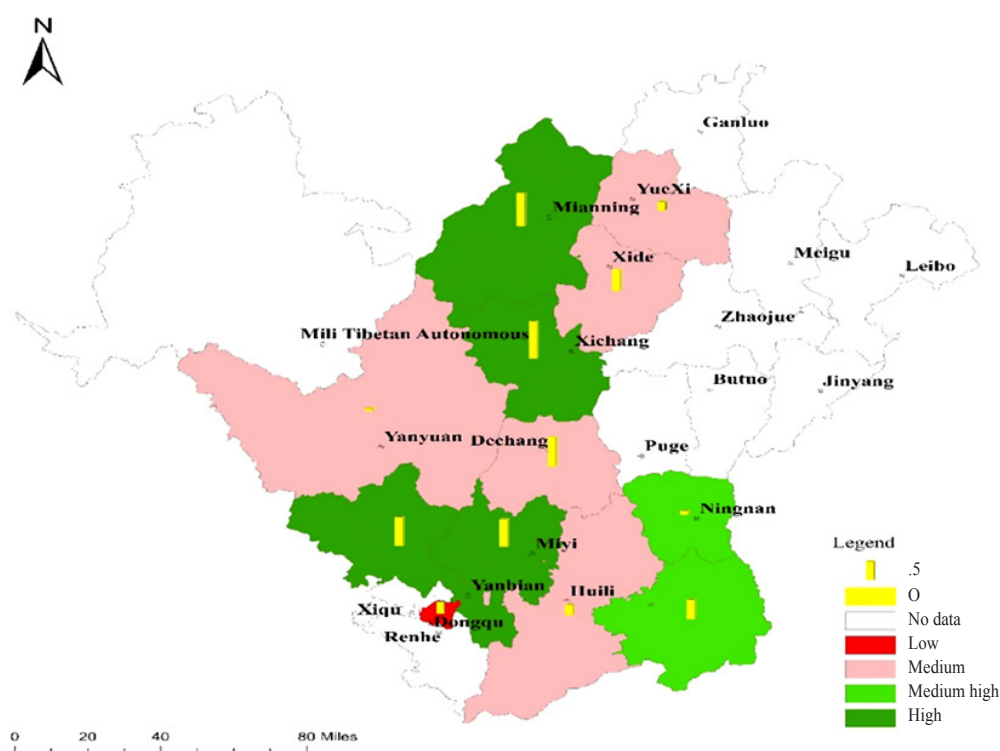 N
Ganluo
YueXi
Mianning
Meigu
Xide
Leibo
Zhaojue
Mili Tibetan Autonomous
Xichang
Butuo
Jinyang
Yanyuan
Dechang
Puge
Ningnan
Legend
Miyi
.5
Yanbian
Huili
O
Xiqu
No data
Dongqu
Renhe
Low
Medium
Medium high
High
0 20 40 80 Miles